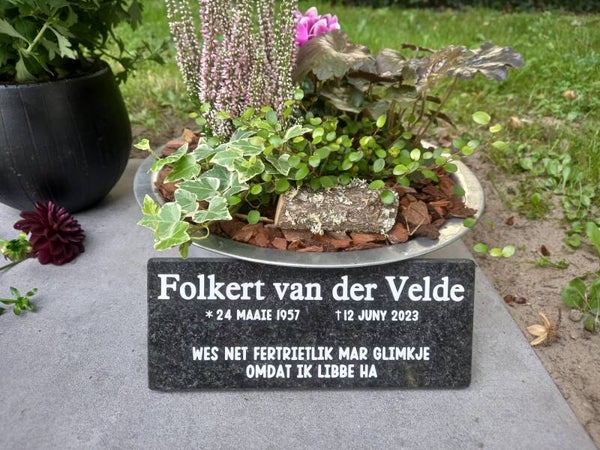 Folkert van der Velde
* 24 MAAIE 1957 †12 JUNY 2023
WES NET FERTRIETLIK MAR GLIMKJE
OMDAT IK LIBBE HA